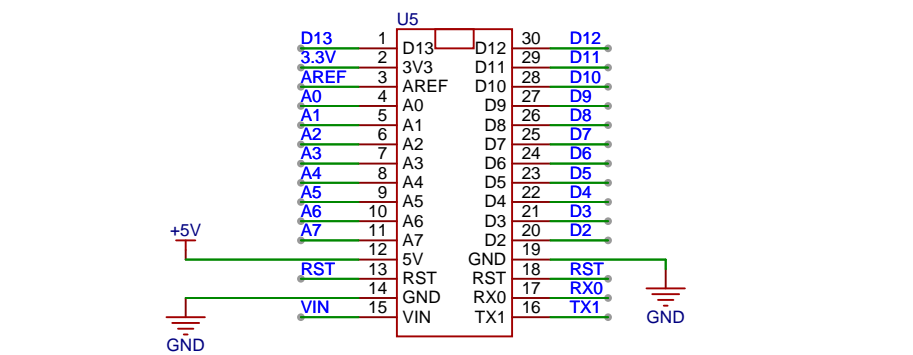 U5
D13 1 D13 D12 30 D12
3.3V 2 3V3 D11 29 D11
AREF 3 AREF D10 28 D10
A0 4 A0 D9 27 D9
A1 5 A1 D8 26 D8
A2 6 A2 D7 25 D7
A3 7 A3 D6 24 D6
A4 8 A4 D5 23 D5
A5 9 A5 D4 22 D4
A6 10 A6 D3 21 D3
A7 11 A7 D2 20 D2
+5V 12 5V GND 19
RST 13 RST RST 18 RST
14 GND RX0 17 RX0
VIN 15 VIN TX1 16 TX1
GND
GND